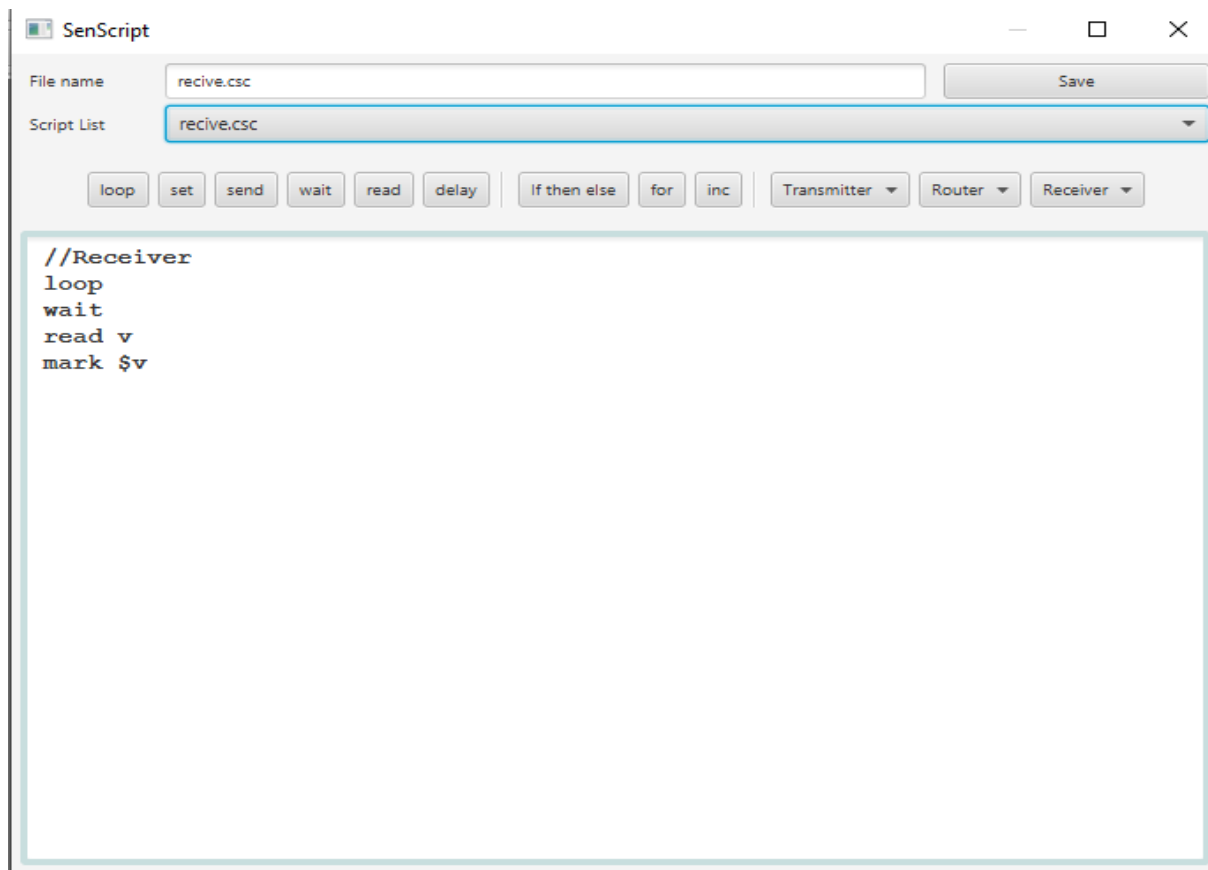 SenScript
File name recive.csc Save
Script List recive.csc
loop set send wait read delay If then else for inc Transmitter Router Receiver
//Receiver
loop
wait
read v
mark $v